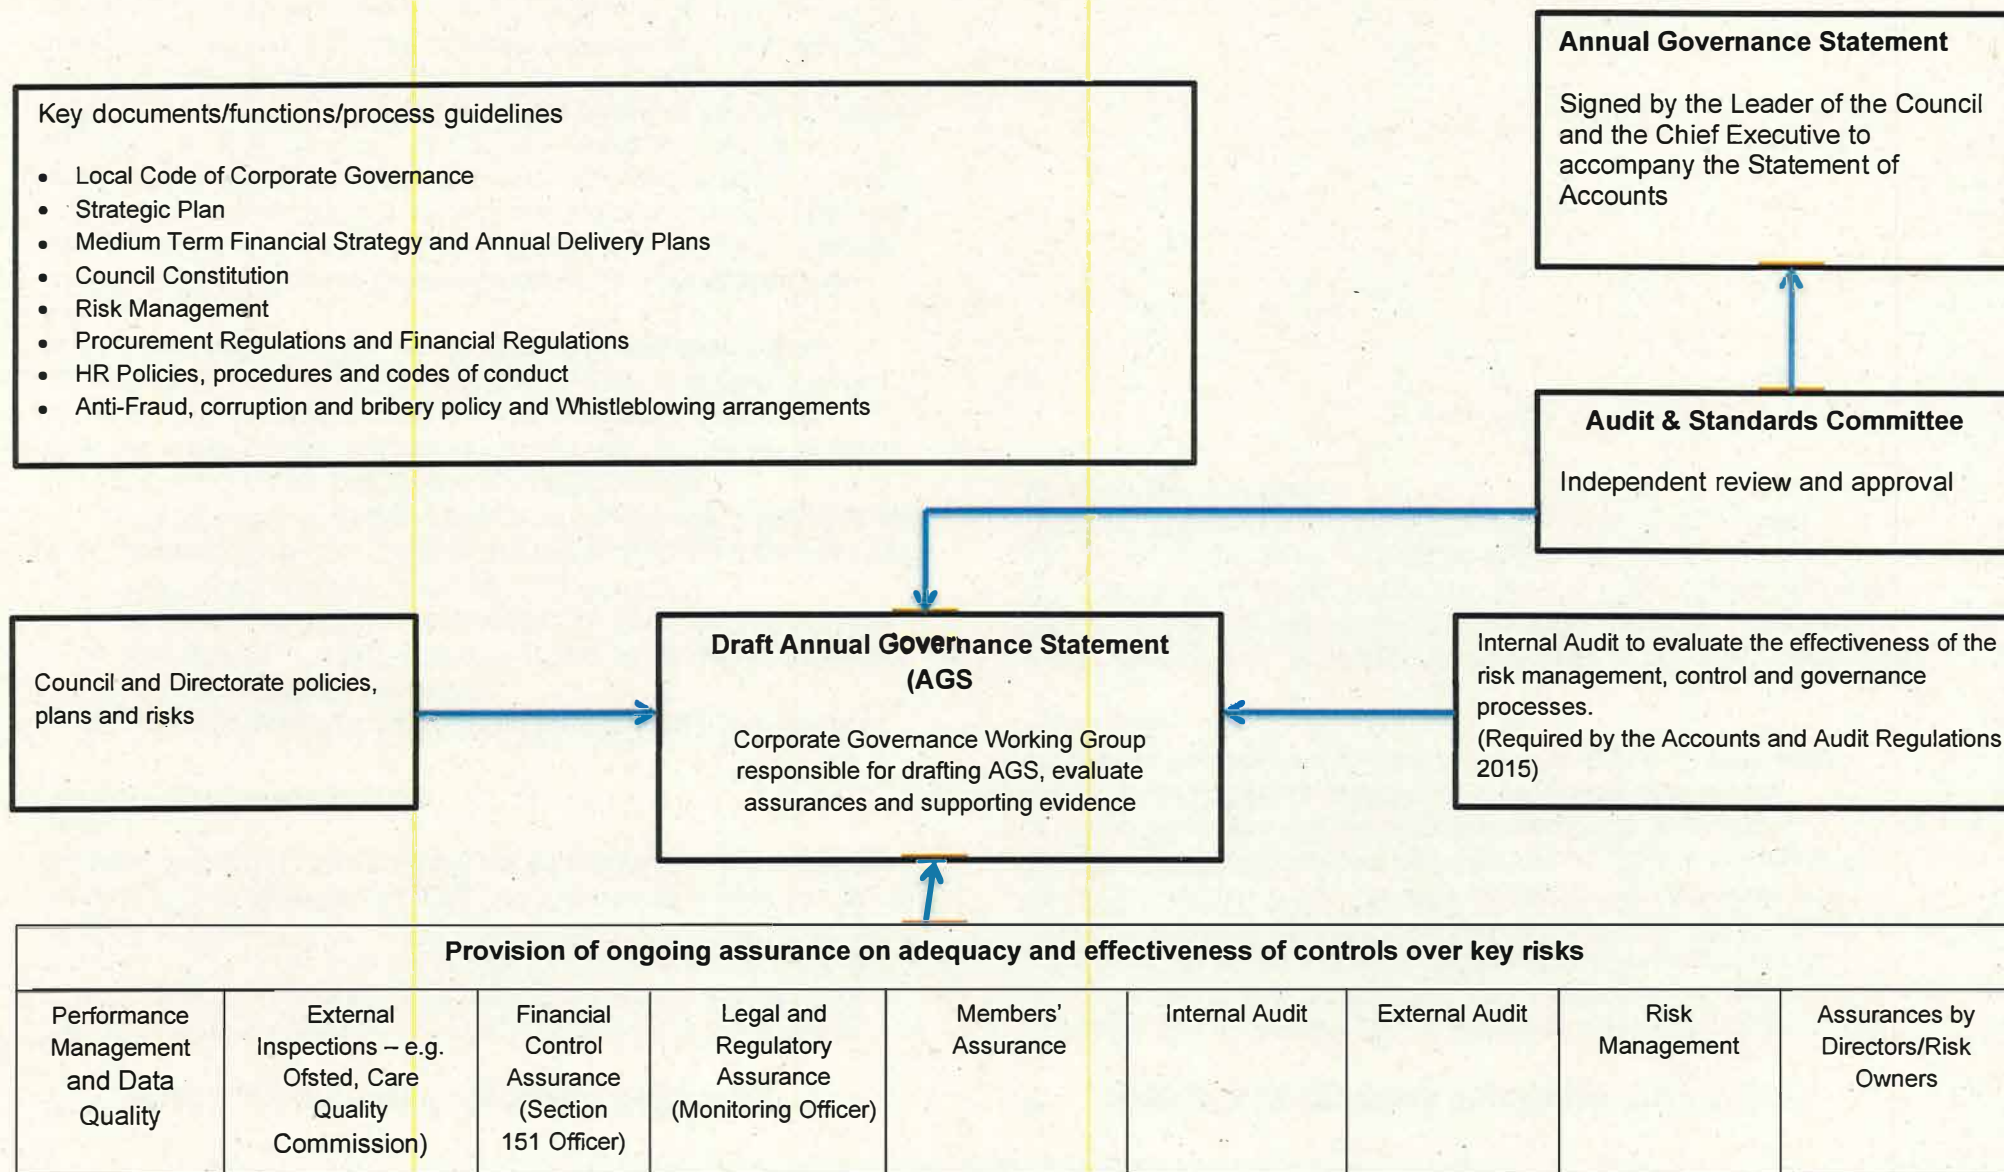 Annual Governance Statement
Signed by the Leader of the Council
and the Chief Executive to
accompany the Statement of
Accounts
Key documents/functions/process guidelines
• Local Code of Corporate Governance
• Strategic Plan
• Medium Term Financial Strategy and Annual Delivery Plans
• Council Constitution
• Risk Management
• Procurement Regulations and Financial Regulations
• HR Policies, procedures and codes of conduct
• Anti-Fraud, corruption and bribery policy and Whistleblowing arrangements
Audit & Standards Committee
Independent review and approval
Council and Directorate policies,
plans and risks
Draft Annual Governance Statement
(AGS
Corporate Governance Working Group
responsible for drafting AGS, evaluate
assurances and supporting evidence
Internal Audit to evaluate the effectiveness of the
risk management, control and governance
processes.
(Required by the Accounts and Audit Regulations
2015)
Provision of ongoing assurance on adequacy and effectiveness of controls over key risks
Performance
Management
and Data
Quality
External
Inspections – e.g.
Ofsted, Care
Quality
Commission)
Financial
Control
Assurance
(Section
151 Officer)
Legal and
Regulatory
Assurance
(Monitoring Officer)
Members'
Assurance
Internal Audit
External Audit
Risk
Management
Assurances by
Directors/Risk
Owners